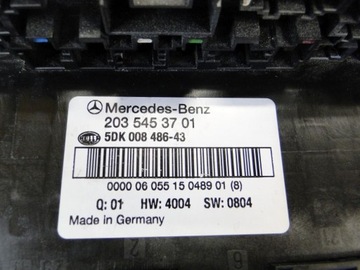 Mercedes-Benz
203 545 37 01
5DK 008 486-43
0000 06 055 15 0489 01 (8)
Q: 01 HW: 4004 SW: 0804
Made in Germany